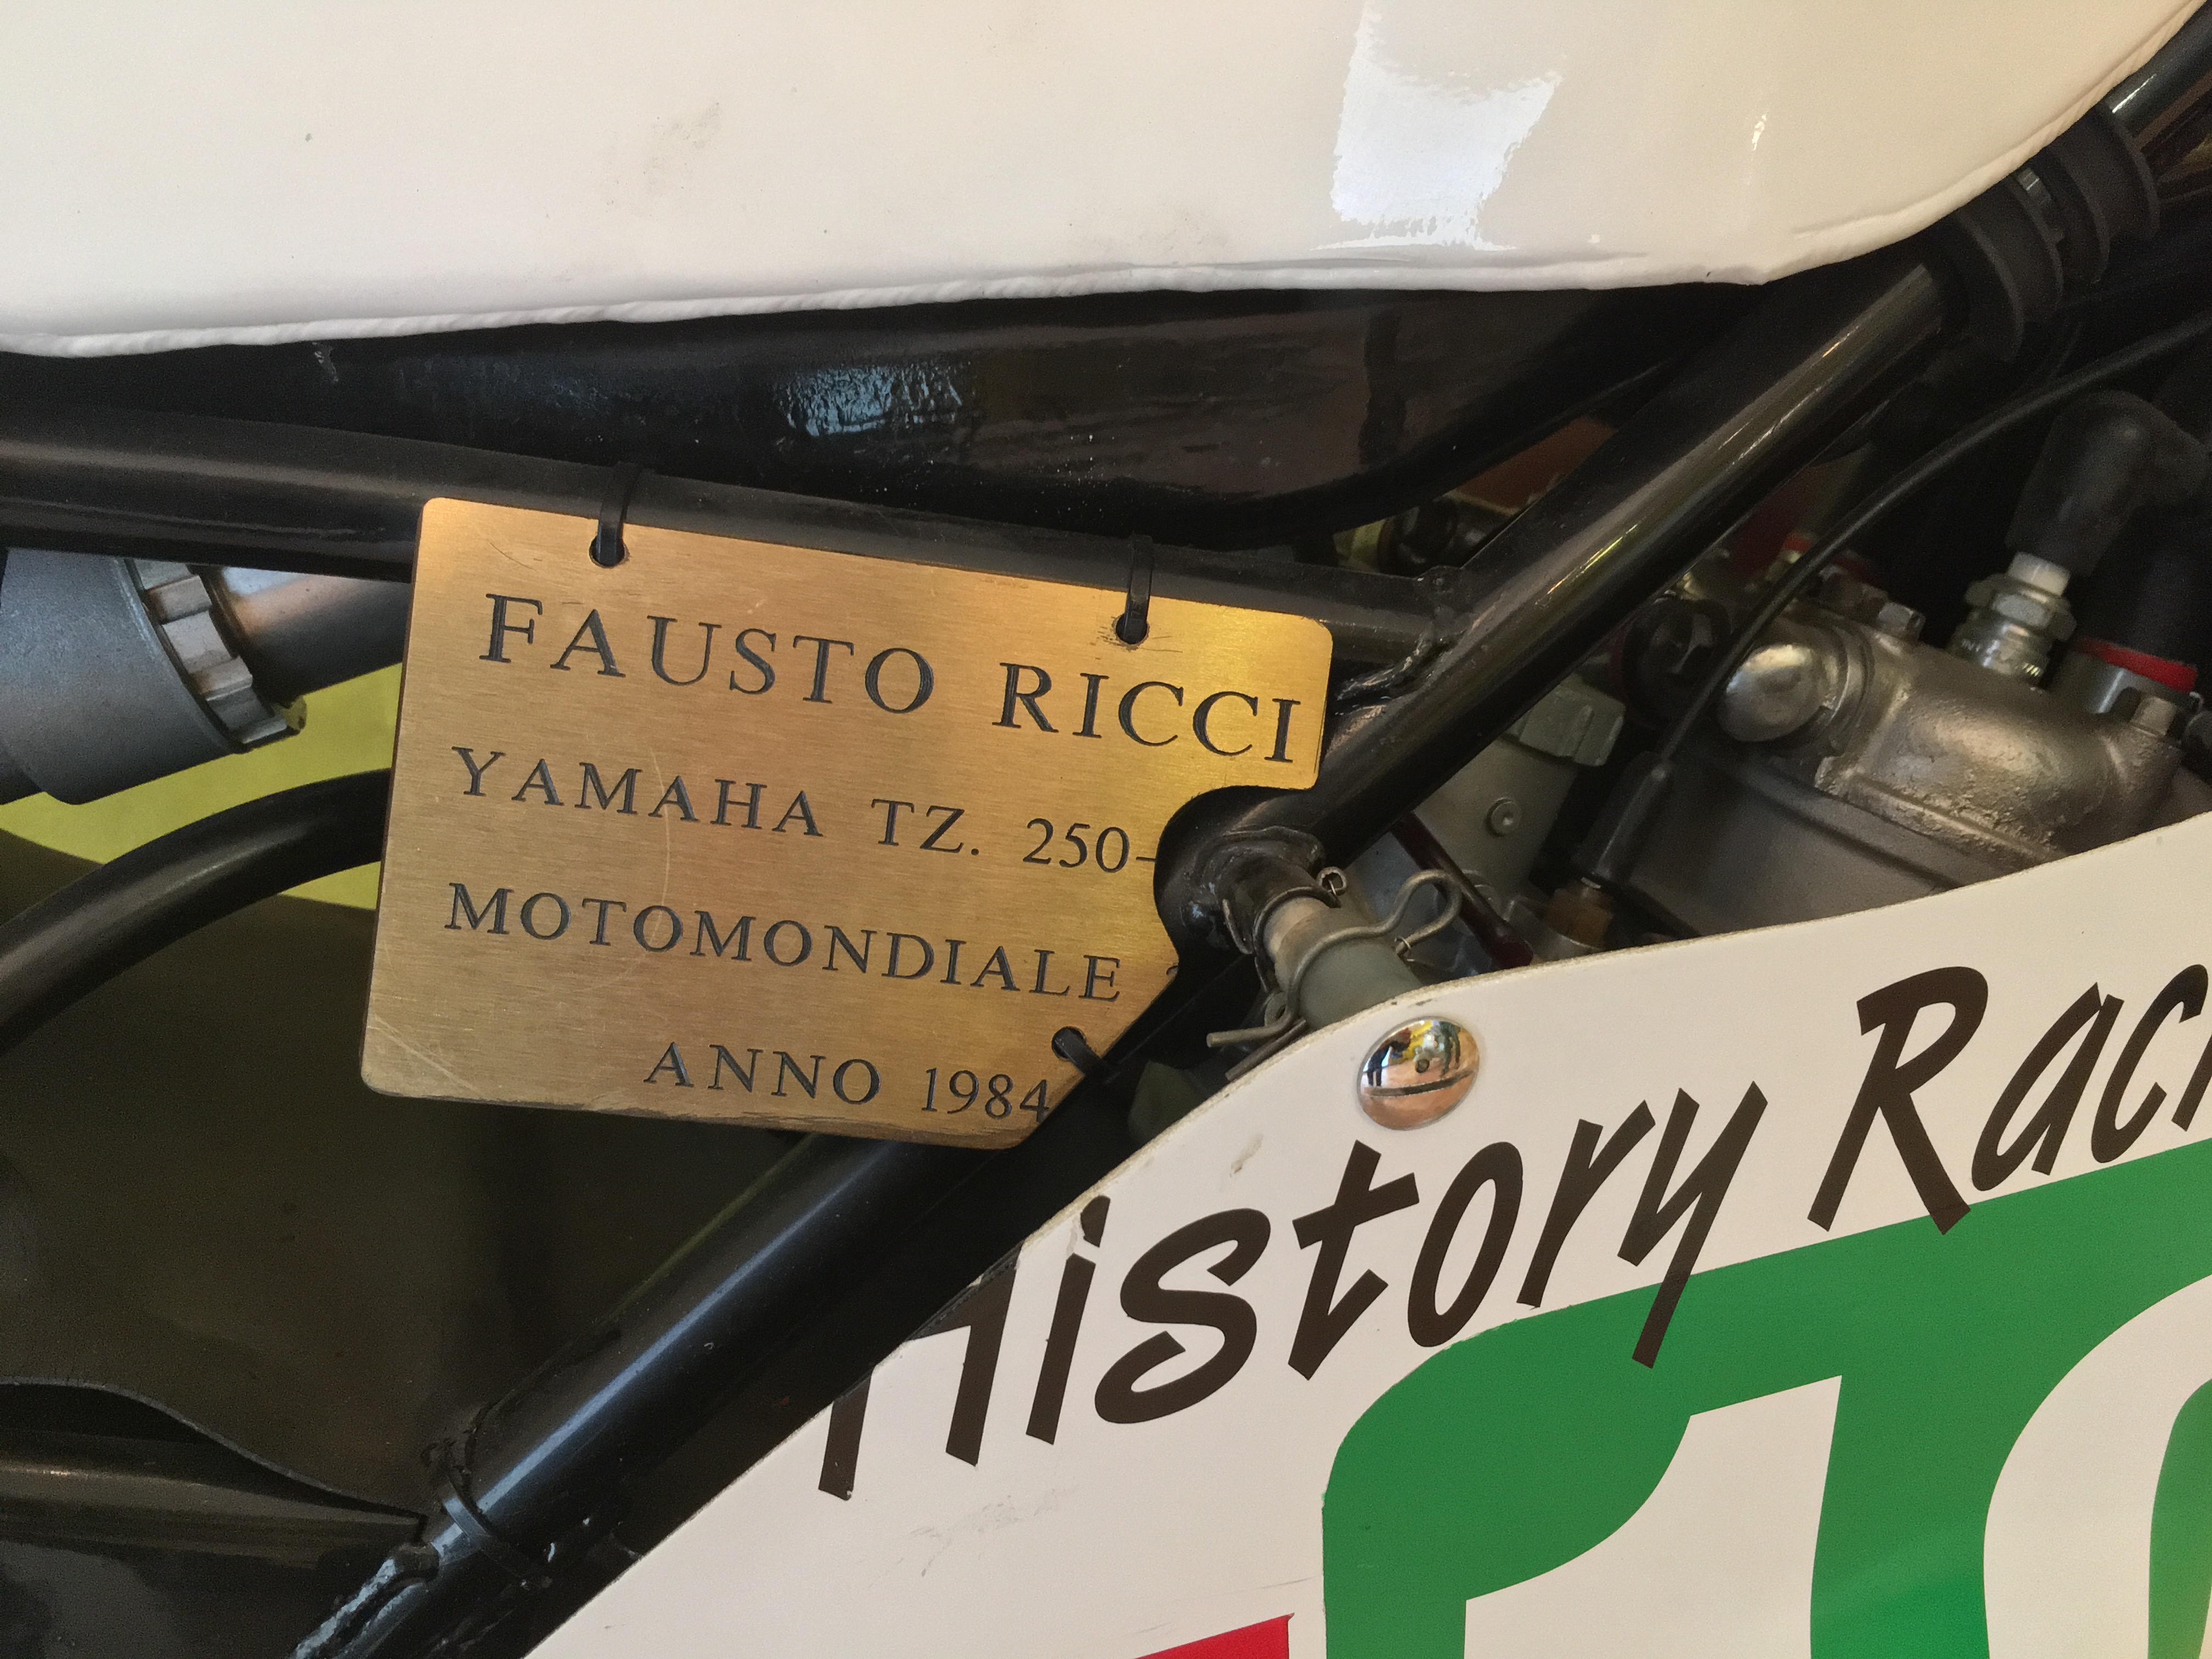 FAUSTO RICCI
YAMAHA TZ. 250-
MOTOMONDIALE
ANNO 1984
History Rac